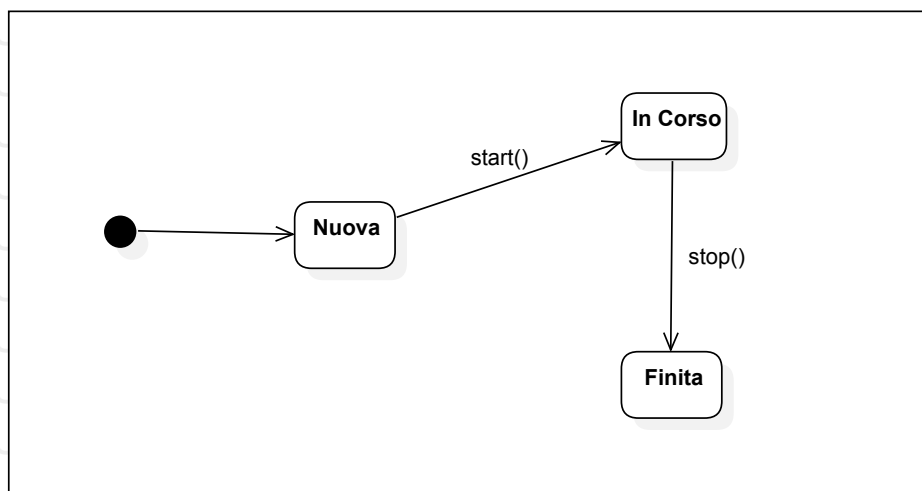 In Corso
start()
Nuova
stop()
Finita